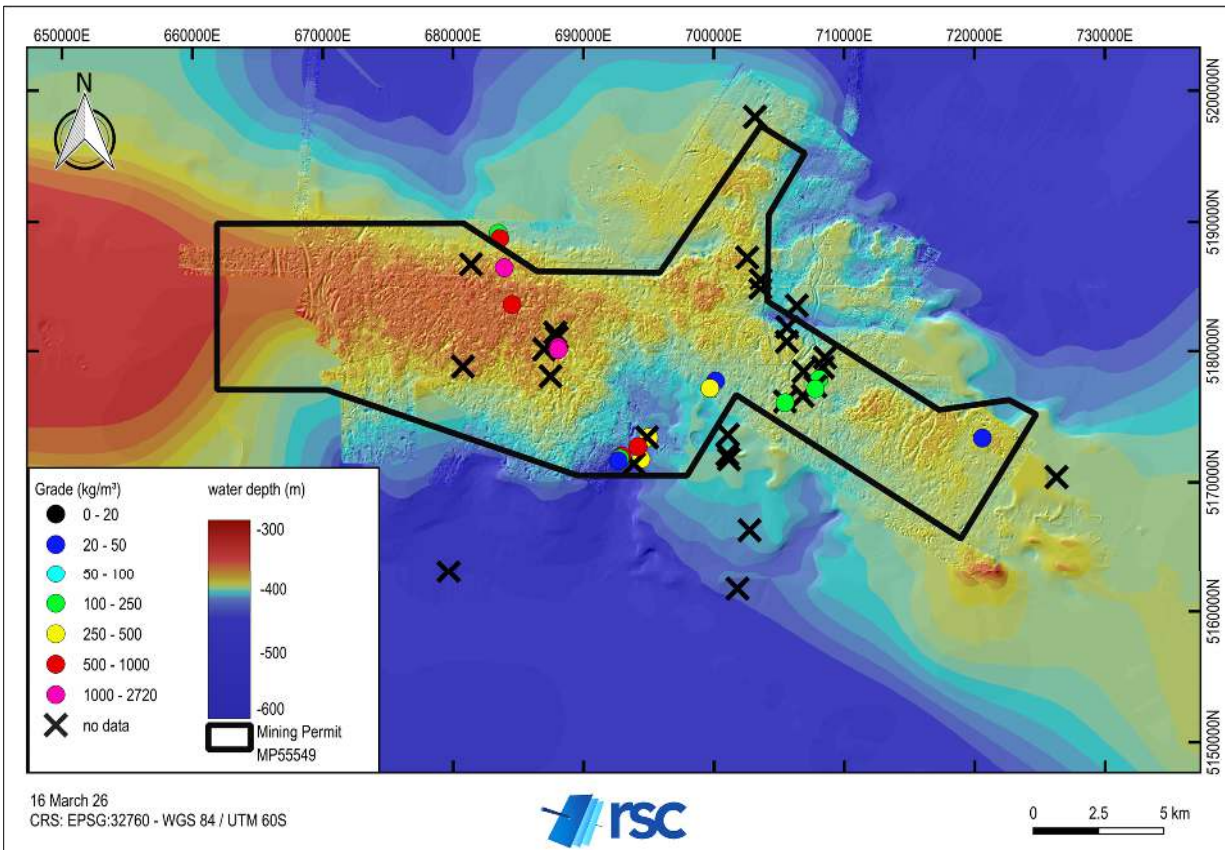 650000E 660000E 670000E 680000E 690000E 700000E 710000E 720000E 730000E
N
5200000N
5190000N
5180000N
5170000N
5160000N
5150000N
Grade (kg/m³)
0 - 20
20 - 50
50 - 100
100 - 250
250 - 500
500 - 1000
1000 - 2720
no data
water depth (m)
-300
-400
-500
-600
Mining Permit
MP55549
16 March 26
CRS: EPSG:32760 - WGS 84 / UTM 60S
rsc
0 2.5 5 km